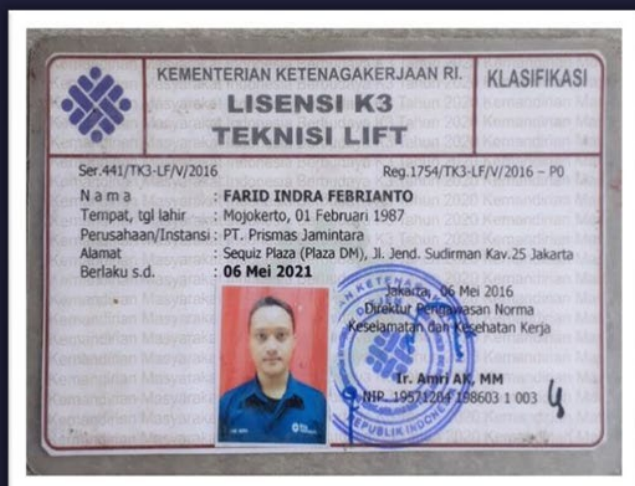 KEMENTERIAN KETENAGAKERJAAN RI.
KLASIFIKASI
LISENSI K3
TEKNISI LIFT
Ser.441/TK3-LF/V/2016
Reg.1754/TK3-LF/V/2016 – P0
Nama : FARID INDRA FEBRIANTO
Tempat, tgl lahir : Mojokerto, 01 Februari 1987
Perusahaan/Instansi : PT. Prismas Jamintara
Alamat : Sequiz Plaza (Plaza DM), Jl. Jend. Sudirman Kav.25 Jakarta
Berlaku s.d. : 06 Mei 2021
Jakarta, 06 Mei 2016
Direktur Pengawasan Norma
Keselamatan dan Kesehatan Kerja
Ir. Amri AK, MM
NIP. 19571204 198603 1 003
REPUBLIK INDONESIA